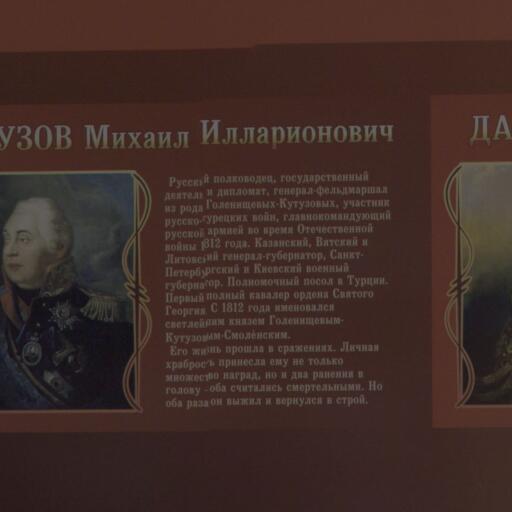 УЗОВ Михаил Илларионович
ДА
Русский полководец, государственный
деятель и дипломат, генерал-фельдмаршал
из рода Голенищевых-Кутузовых, участник
русско-турецких войн, главнокомандующий
русской армией во время Отечественной
войны 1812 года. Казанский, Вятский и
Литовский генерал-губернатор, Санкт-
Петербургский и Киевский военный
губернатор. Полномочный посол в Турции.
Первый полный кавалер ордена Святого
Георгия С 1812 года именовался
светлейшим князем Голенищевым-
Кутузовым-Смолéнским.
Его жизнь прошла в сражениях. Личная
храбрость принесла ему не только
множество наград, но и два ранения в
голову -оба считались смертельными. Но
оба раза он выжил и вернулся в строй.